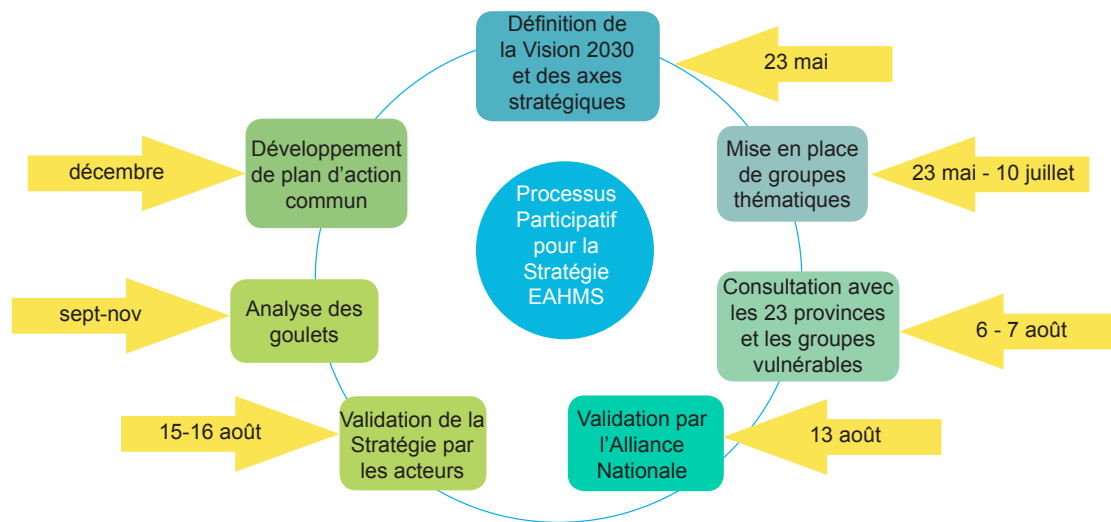 Définition de
la Vision 2030
et des axes
stratégiques
23 mai
Mise en place
de groupes
thématiques
23 mai - 10 juillet
Consultation avec
les 23 provinces
et les groupes
vulnérables
6 - 7 août
Validation par
l’Alliance
Nationale
13 août
Validation de la
Stratégie par
les acteurs
15-16 août
Analyse des
goulets
sept-nov
Développement
de plan d’action
commun
décembre
Processus
Participatif
pour la
Stratégie
EAHMS